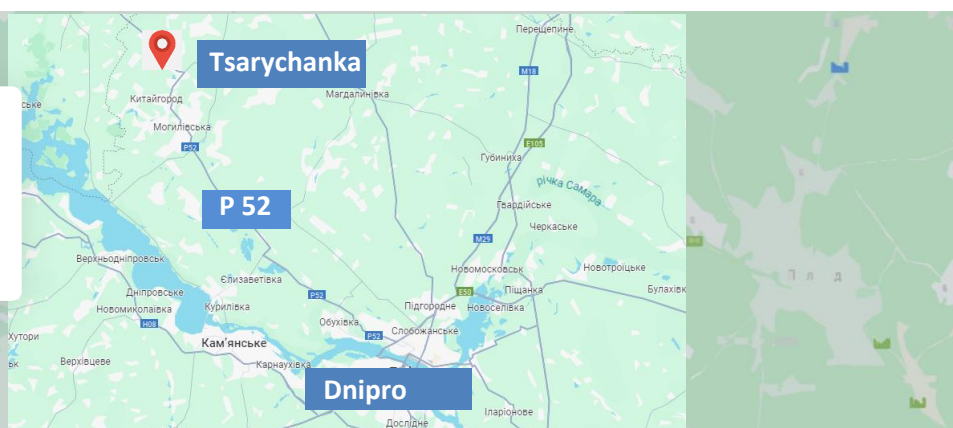 Перещепине
Tsarychanka
M18
Магдалинівка
Китайгород
ське
Могилівська
P52
E105
Губиниха
річка Самара
P 52
Гвардійське
Черкаське
M29
Верхньодніпровськ
Новомосковськ
Новотроїцьке
Єлизаветівка
Дніпровське
P52
E50
Піщанка
Булахівк
Новомиколаївка
Курилівка
Підгородне
Новоселівка
H08
Обухівка
Слобожанське
P52
Хутори
Кам'янське
Верхівцеве
Карнаухівка
Dnipro
Іларіонове
Дослідне